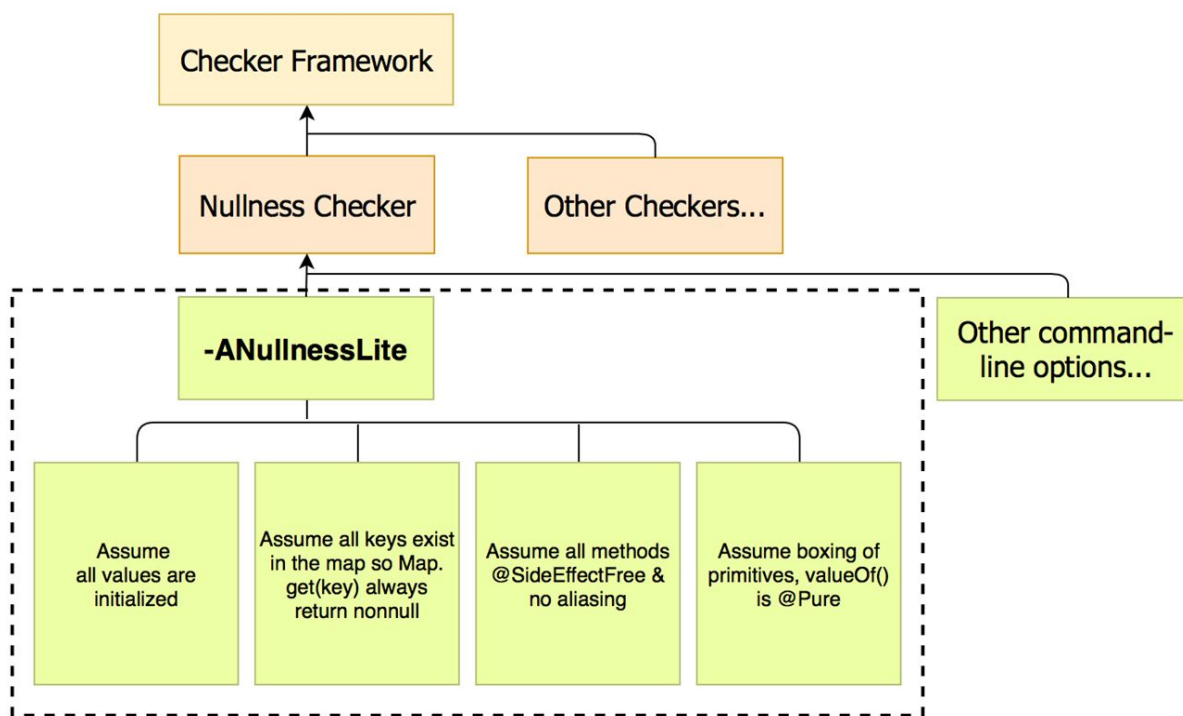 Checker Framework
Nullness Checker
Other Checkers...
-ANullnessLite
Other command-
line options...
Assume
all values are
initialized
Assume all keys exist
in the map so Map.
get(key) always
return nonnull
Assume all methods
@SideEffectFree &
no aliasing
Assume boxing of
primitives, valueOf()
is @Pure